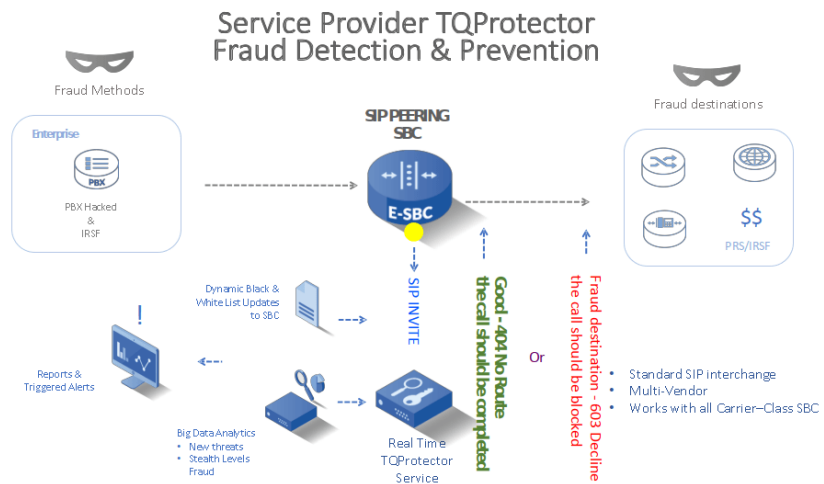 Service Provider TQProtector
Fraud Detection & Prevention
Fraud Methods
Fraud destinations
SIP PEERING
SBC
Enterprise
PBX
PBX Hacked
&
IRSF
E-SBC
$$
PRS/IRSF
Dynamic Black &
White List Updates
to SBC
SIP INVITE
Good - 404 No Route
the call should be completed
Or
Fraud destination - 603 Decline
the call should be blocked
!
Reports &
Triggered Alerts
• Standard SIP interchange
• Multi-Vendor
• Works with all Carrier–Class SBC
Big Data Analytics
• New threats
• Stealth Levels
Fraud
Real Time
TQProtector
Service